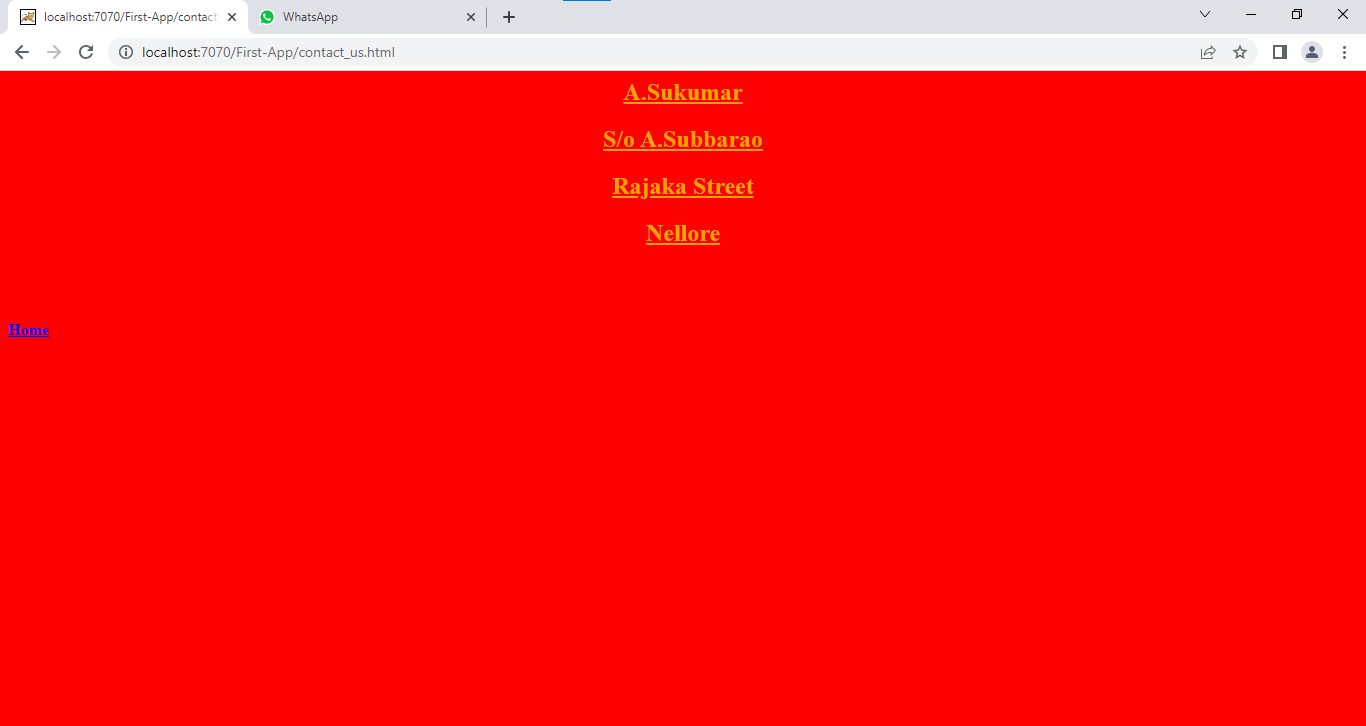 localhost:7070/First-App/contact
WhatsApp
localhost:7070/First-App/contact_us.html
A.Sukumar
S/o A.Subbarao
Rajaka Street
Nellore
Home